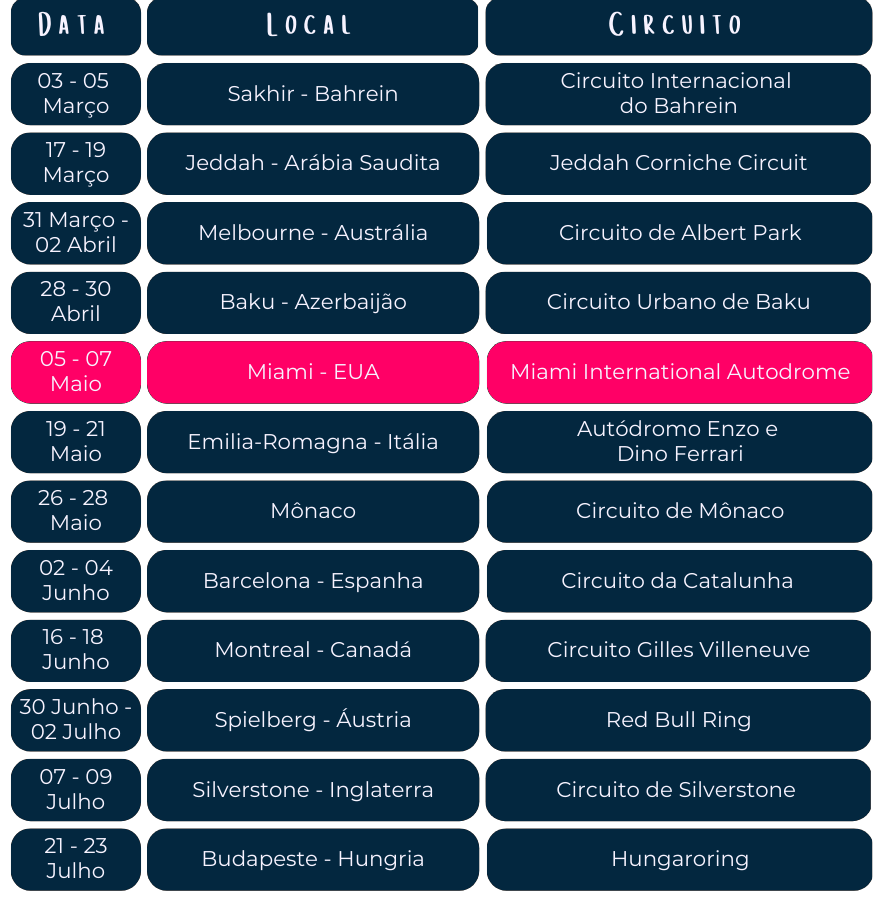 Data Local Circuito
03 - 05
Março
Sakhir - Bahrein
Circuito Internacional
do Bahrein
17 - 19
Março
Jeddah - Arábia Saudita
Jeddah Corniche Circuit
31 Março -
02 Abril
Melbourne - Austrália
Circuito de Albert Park
28 - 30
Abril
Baku - Azerbaijão
Circuito Urbano de Baku
05 - 07
Maio
Miami - EUA
Miami International Autodrome
19 - 21
Maio
Emilia-Romagna - Itália
Autódromo Enzo e
Dino Ferrari
26 - 28
Maio
Mônaco
Circuito de Mônaco
02 - 04
Junho
Barcelona - Espanha
Circuito da Catalunha
16 - 18
Junho
Montreal - Canadá
Circuito Gilles Villeneuve
30 Junho -
02 Julho
Spielberg - Áustria
Red Bull Ring
07 - 09
Julho
Silverstone - Inglaterra
Circuito de Silverstone
21 - 23
Julho
Budapeste - Hungria
Hungaroring